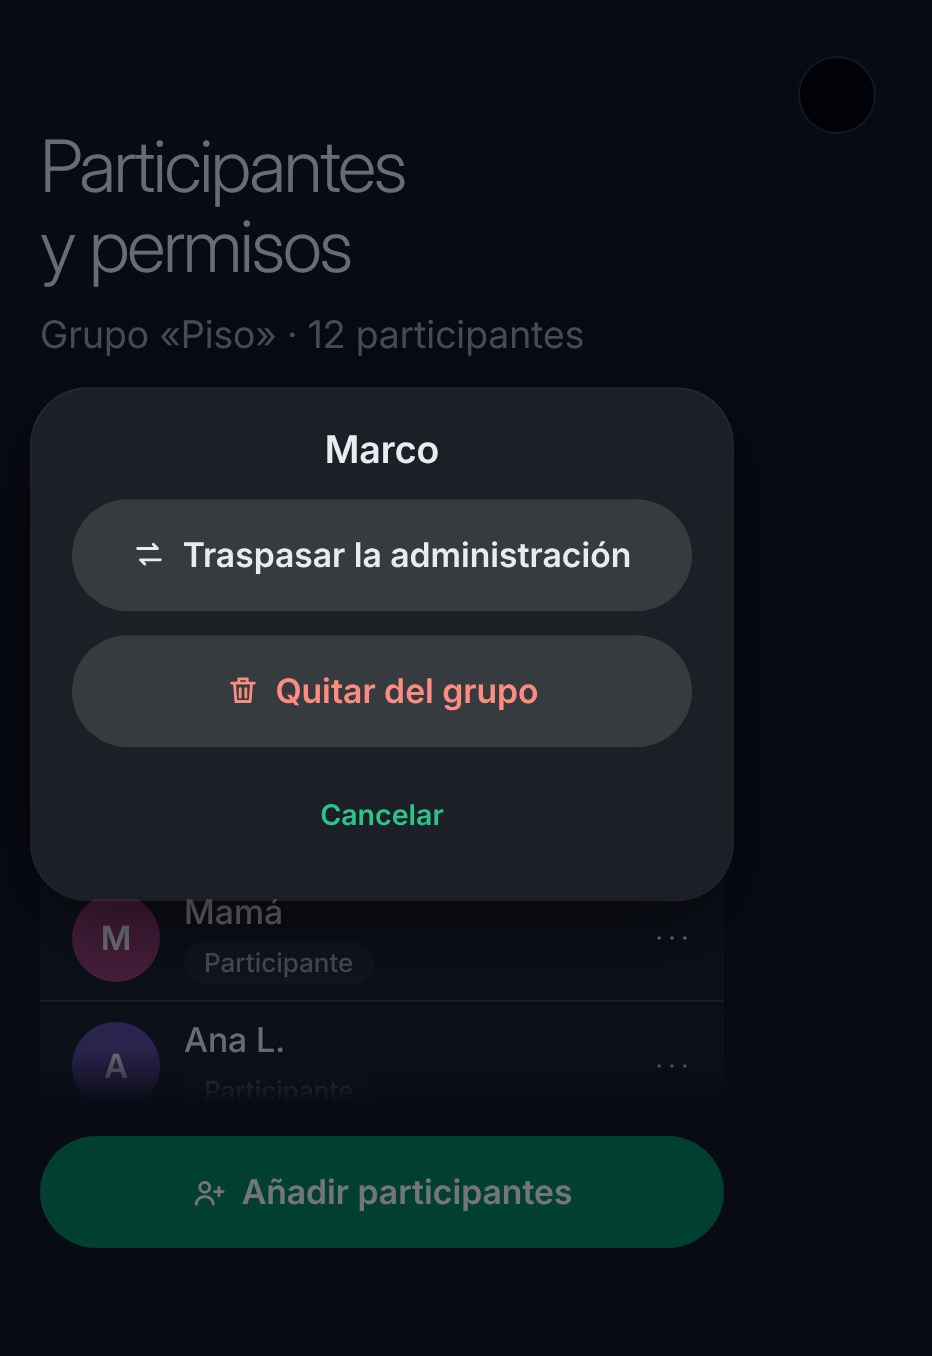 Participantes
y permisos
Grupo «Piso» · 12 participantes
Marco
Traspasar la administración
Quitar del grupo
Cancelar
M
Mamá
Participante
A
Ana L.
Participante
Añadir participantes